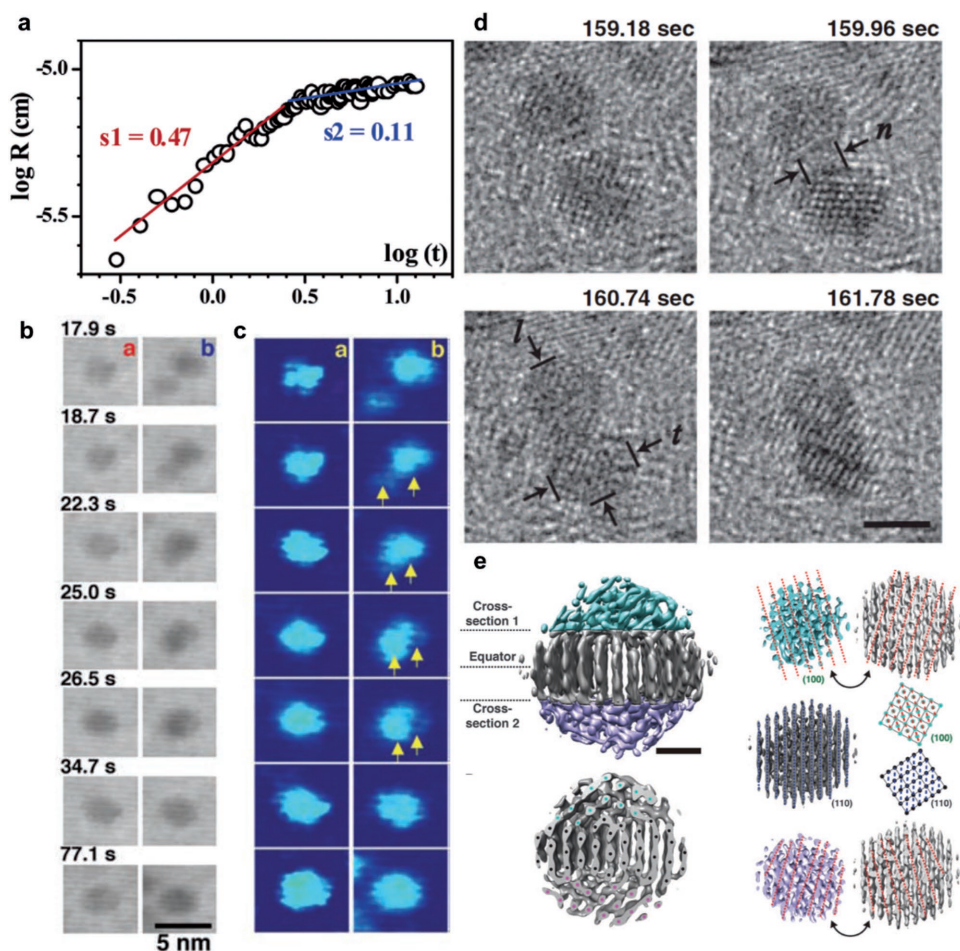 a
-5.0
-5.5
log R (cm)
s1 = 0.47
s2 = 0.11
log (t)
-0.5
0.0
0.5
1.0
b
17.9 s
a
b
18.7 s
22.3 s
25.0 s
26.5 s
34.7 s
77.1 s
5 nm
c
a
b
d
159.18 sec
159.96 sec
n
160.74 sec
161.78 sec
l
t
e
Cross-
section 1
Equator
Cross-
section 2
(100)
(100)
(110)
(110)